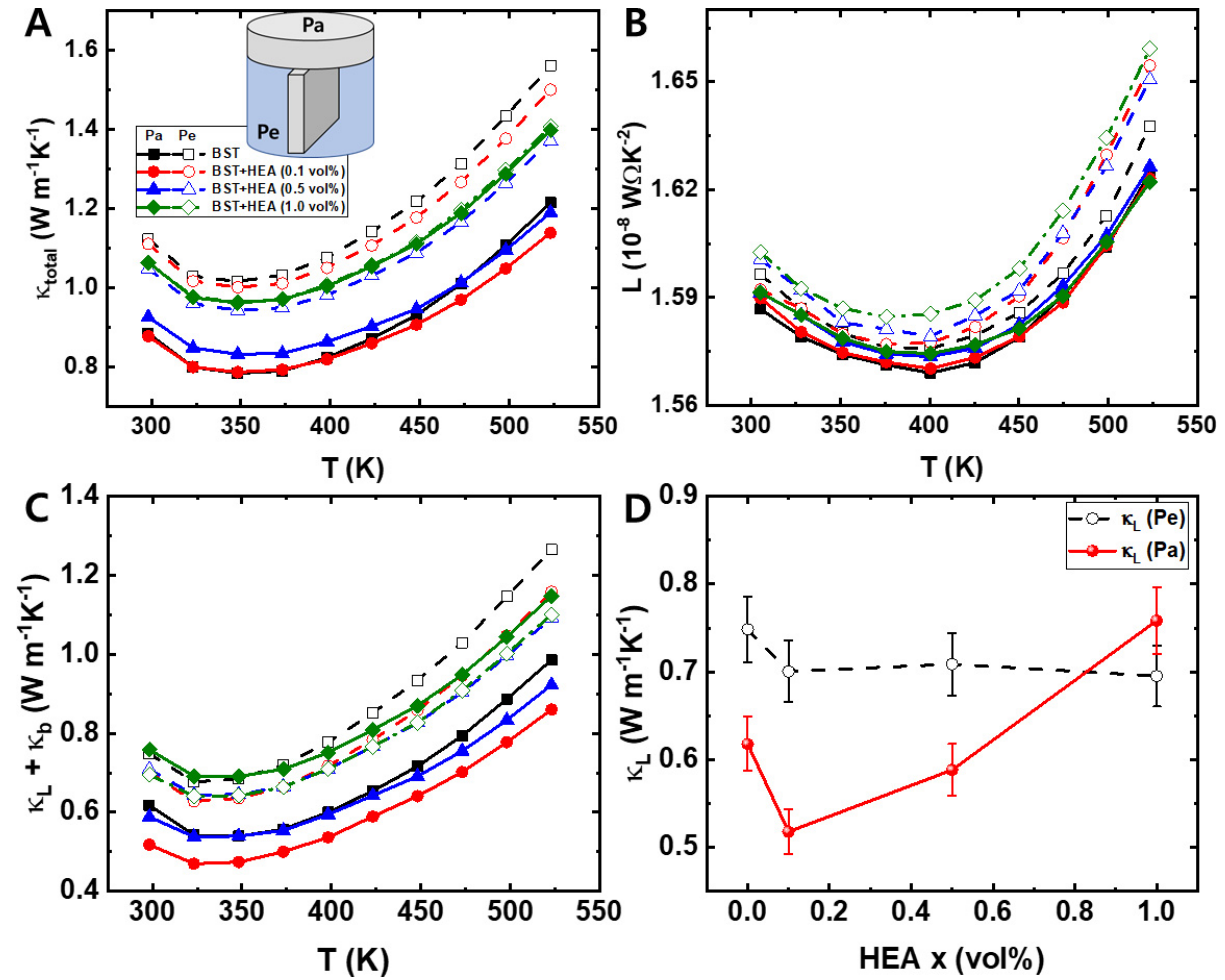 A
Pa
Pe
Pa Pe
BST
BST+HEA (0.1 vol%)
BST+HEA (0.5 vol%)
BST+HEA (1.0 vol%)
κtotal (W m-1K-1)
1.6
1.4
1.2
1.0
0.8
300 350 400 450 500 550
T (K)
B
L (10-8 WΩK-2)
1.65
1.62
1.59
1.56
300 350 400 450 500 550
T (K)
C
κL + κb (W m-1K-1)
1.4
1.2
1.0
0.8
0.6
0.4
300 350 400 450 500 550
T (K)
D
κL (Pe)
κL (Pa)
κL (W m-1K-1)
0.9
0.8
0.7
0.6
0.5
0.0 0.2 0.4 0.6 0.8 1.0
HEA x (vol%)